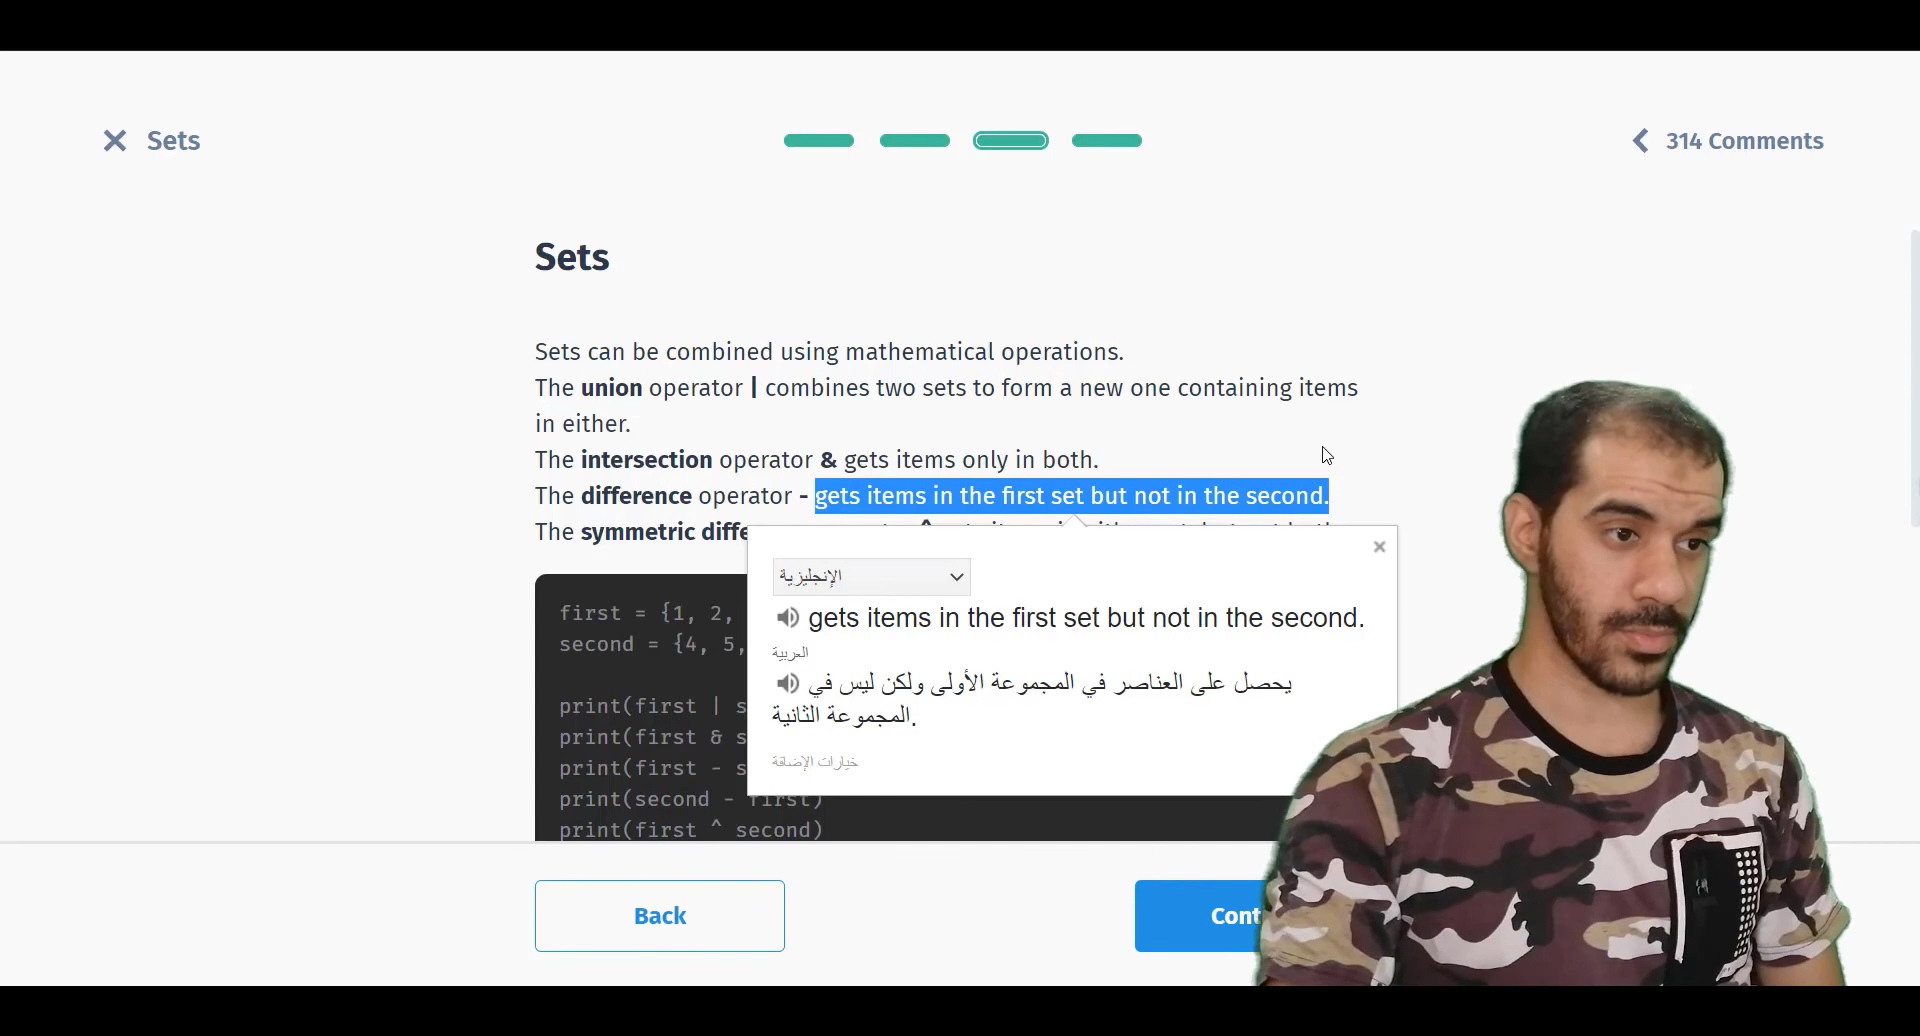 Sets
314 Comments
Sets
Sets can be combined using mathematical operations.
The union operator | combines two sets to form a new one containing items
in either.
The intersection operator & gets items only in both.
The difference operator - gets items in the first set but not in the second.
The symmetric diffe
الإنجليزية
gets items in the first set but not in the second.
العربية
يحصل على العناصر في المجموعة الأولى ولكن ليس في
المجموعة الثانية.
خيارات الإضافة
first = {1, 2,
second = {4, 5,
print(first | s
print(first & s
print(first - s
print(second - first)
print(first ^ second)
Back
Cont